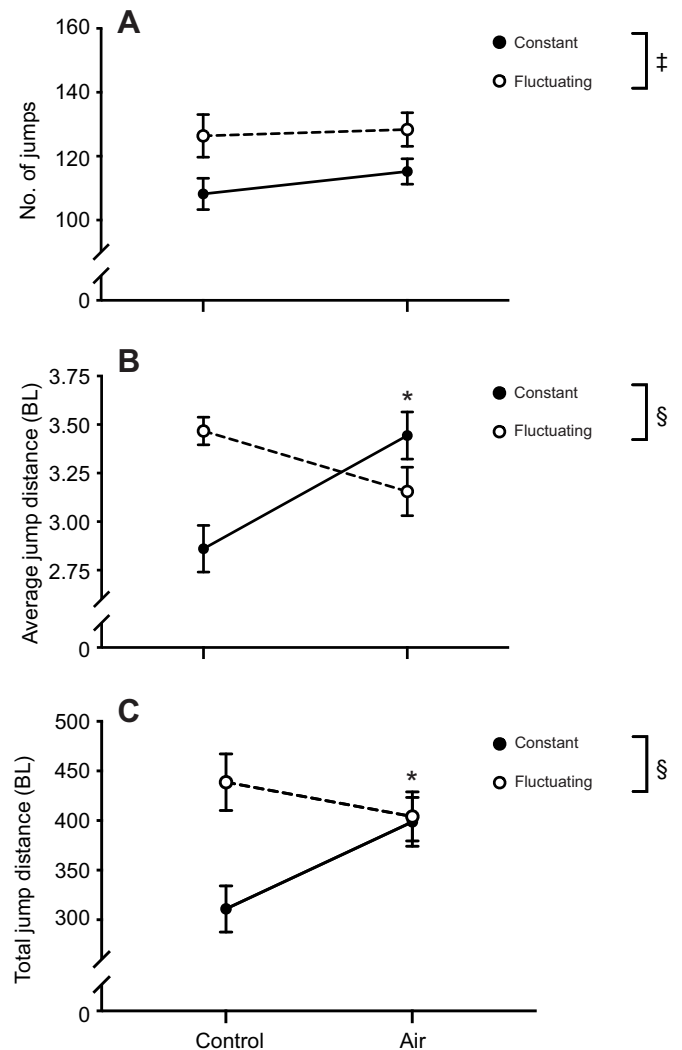 A
160
140
120
100
0
No. of jumps
Constant
Fluctuating
‡
B
3.75
3.50
3.25
3.00
2.75
0
Average jump distance (BL)
*
Constant
Fluctuating
§
C
500
450
400
350
300
0
Total jump distance (BL)
*
Constant
Fluctuating
§
Control Air